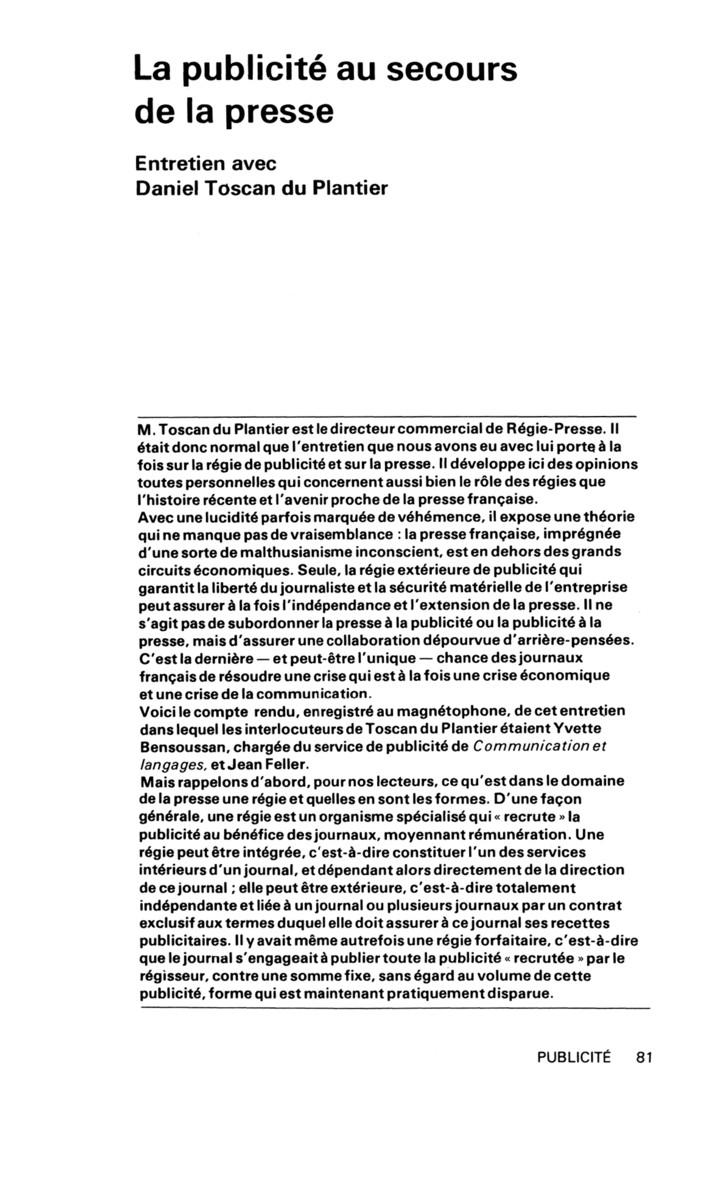 La publicité au secours
de la presse
Entretien avec
Daniel Toscan du Plantier
M. Toscan du Plantier est le directeur commercial de Régie-Presse. Il
était donc normal que l'entretien que nous avons eu avec lui porte à la
fois sur la régie de publicité et sur la presse. Il développe ici des opinions
toutes personnelles qui concernent aussi bien le rôle des régies que
l'histoire récente et l'avenir proche de la presse française.
Avec une lucidité parfois marquée de véhémence, il expose une théorie
qui ne manque pas de vraisemblance : la presse française, imprégnée
d'une sorte de malthusianisme inconscient, est en dehors des grands
circuits économiques. Seule, la régie extérieure de publicité qui
garantit la liberté du journaliste et la sécurité matérielle de l'entreprise
peut assurer à la fois l'indépendance et l'extension de la presse. Il ne
s'agit pas de subordonner la presse à la publicité ou la publicité à la
presse, mais d'assurer une collaboration dépourvue d'arrière-pensées.
C'est la dernière — et peut-être l'unique — chance des journaux
français de résoudre une crise qui est à la fois une crise économique
et une crise de la communication.
Voici le compte rendu, enregistré au magnétophone, de cet entretien
dans lequel les interlocuteurs de Toscan du Plantier étaient Yvette
Bensoussan, chargée du service de publicité de Communication et
langages, et Jean Feller.
Mais rappelons d'abord, pour nos lecteurs, ce qu'est dans le domaine
de la presse une régie et quelles en sont les formes. D'une façon
générale, une régie est un organisme spécialisé qui « recrute » la
publicité au bénéfice des journaux, moyennant rémunération. Une
régie peut être intégrée, c'est-à-dire constituer l'un des services
intérieurs d'un journal, et dépendant alors directement de la direction
de ce journal ; elle peut être extérieure, c'est-à-dire totalement
indépendante et liée à un journal ou plusieurs journaux par un contrat
exclusif aux termes duquel elle doit assurer à ce journal ses recettes
publicitaires. Il y avait même autrefois une régie forfaitaire, c'est-à-dire
que le journal s'engageait à publier toute la publicité « recrutée » par le
régisseur, contre une somme fixe, sans égard au volume de cette
publicité, forme qui est maintenant pratiquement disparue.
PUBLICITÉ 81